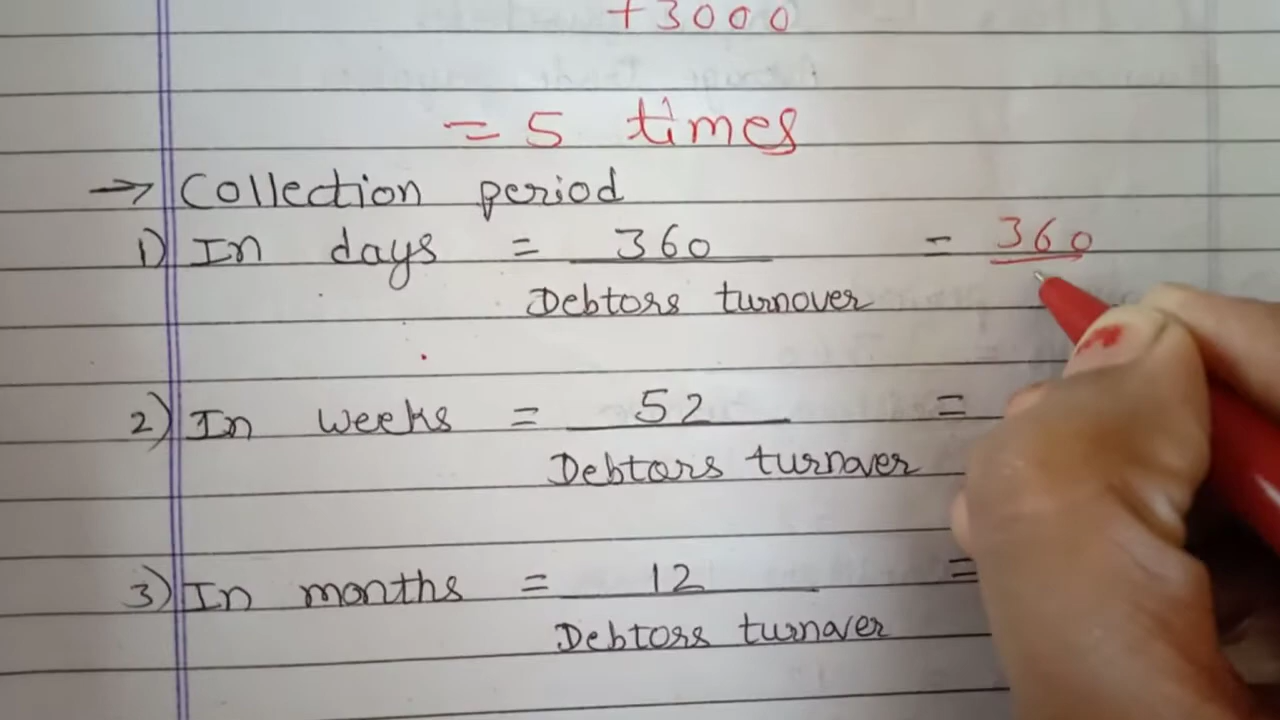 +3000
= 5 times
→ Collection period
1) In days = 360 = 360
Debtors turnover
2) In weeks = 52 =
Debtors turnover
3) In months = 12 =
Debtors turnover